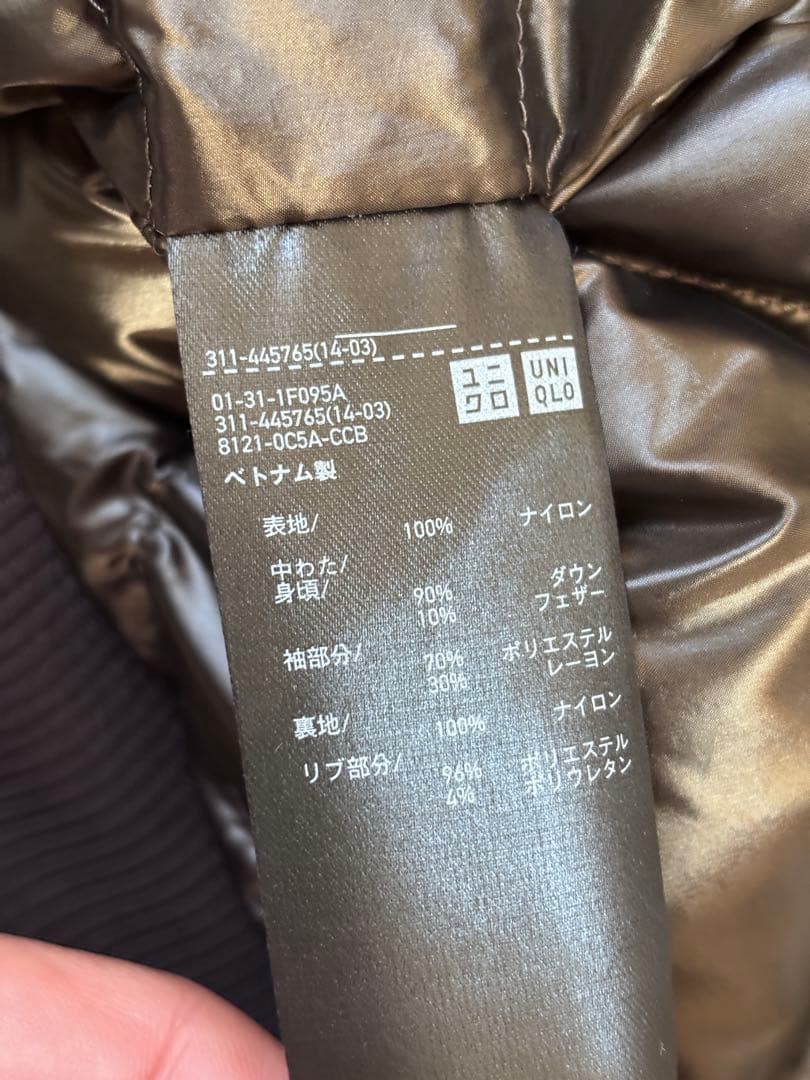 311-445765(14-03)
ユニクロ UNIQLO
01-31-1F095A
311-445765(14-03)
8121-0C5A-CCB
ベトナム製
表地/ 100% ナイロン
中わた/
身頃/ 90% ダウン
10% フェザー
袖部分/ 70% ポリエステル
30% レーヨン
裏地/ 100% ナイロン
リブ部分/ 96% ポリエステル
4% ポリウレタン